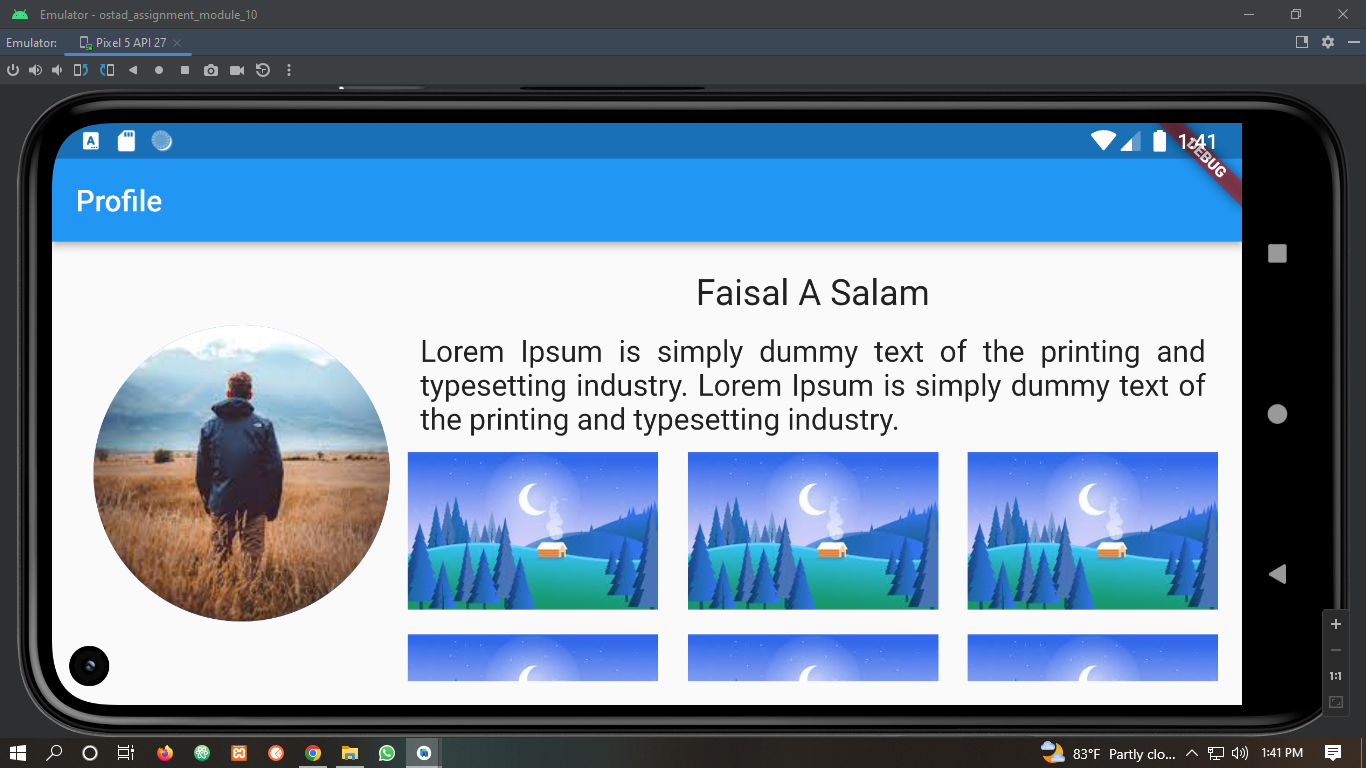 Emulator - ostad_assignment_module_10
Emulator:
Pixel 5 API 27
1:41
DEBUG
Profile
Faisal A Salam
Lorem Ipsum is simply dummy text of the printing and
typesetting industry. Lorem Ipsum is simply dummy text of
the printing and typesetting industry.
1:1
83°F Partly clo...
1:41 PM